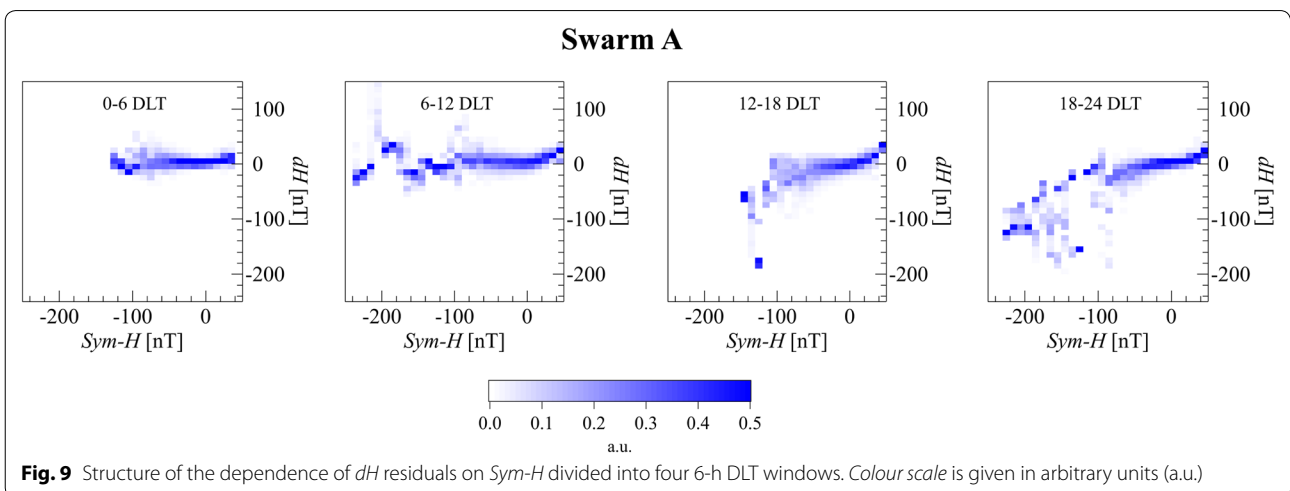 Swarm A
0-6 DLT
6-12 DLT
12-18 DLT
18-24 DLT
100
0
-100
-200
dH [nT]
100
0
-100
-200
dH [nT]
100
0
-100
-200
dH [nT]
100
0
-100
-200
dH [nT]
-200 -100 0
-200 -100 0
-200 -100 0
-200 -100 0
Sym-H [nT]
Sym-H [nT]
Sym-H [nT]
Sym-H [nT]
0.0 0.1 0.2 0.3 0.4 0.5
a.u.
Fig. 9 Structure of the dependence of dH residuals on Sym-H divided into four 6-h DLT windows. Colour scale is given in arbitrary units (a.u.)